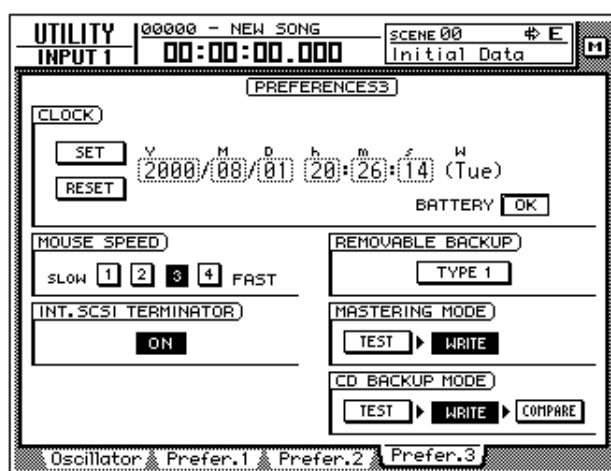 UTILITY
INPUT 1
00000 - NEW SONG
00:00:00.000
SCENE 00 E
Initial Data
M
PREFERENCES3
CLOCK
SET
RESET
Y M D h m s W
2000/08/01 20:26:14 (Tue)
BATTERY OK
MOUSE SPEED
SLOW 1 2 3 4 FAST
REMOVABLE BACKUP
TYPE 1
INT.SCSI TERMINATOR
ON
MASTERING MODE
TEST WRITE
CD BACKUP MODE
TEST WRITE COMPARE
Oscillator Prefer.1 Prefer.2 Prefer.3